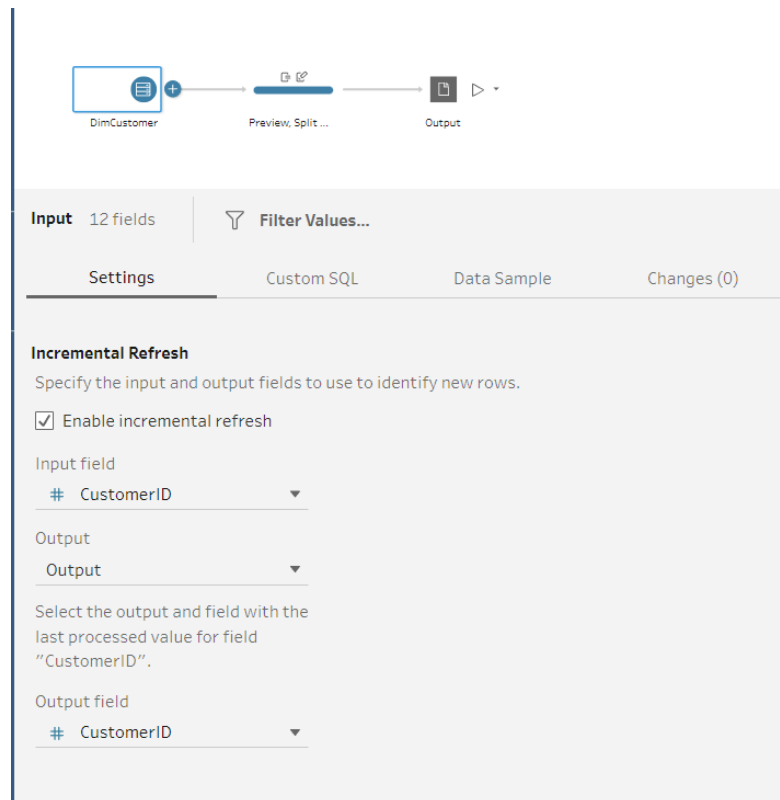 DimCustomer
Preview, Split ...
Output
Input 12 fields Filter Values...
Settings Custom SQL Data Sample Changes (0)
Incremental Refresh
Specify the input and output fields to use to identify new rows.
Enable incremental refresh
Input field
# CustomerID
Output
Output
Select the output and field with the
last processed value for field
"CustomerID".
Output field
# CustomerID